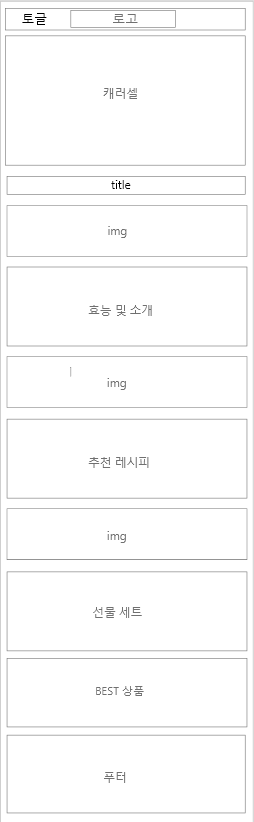 토글
로고
캐러셀
title
img
효능 및 소개
img
추천 레시피
img
선물 세트
BEST 상품
푸터